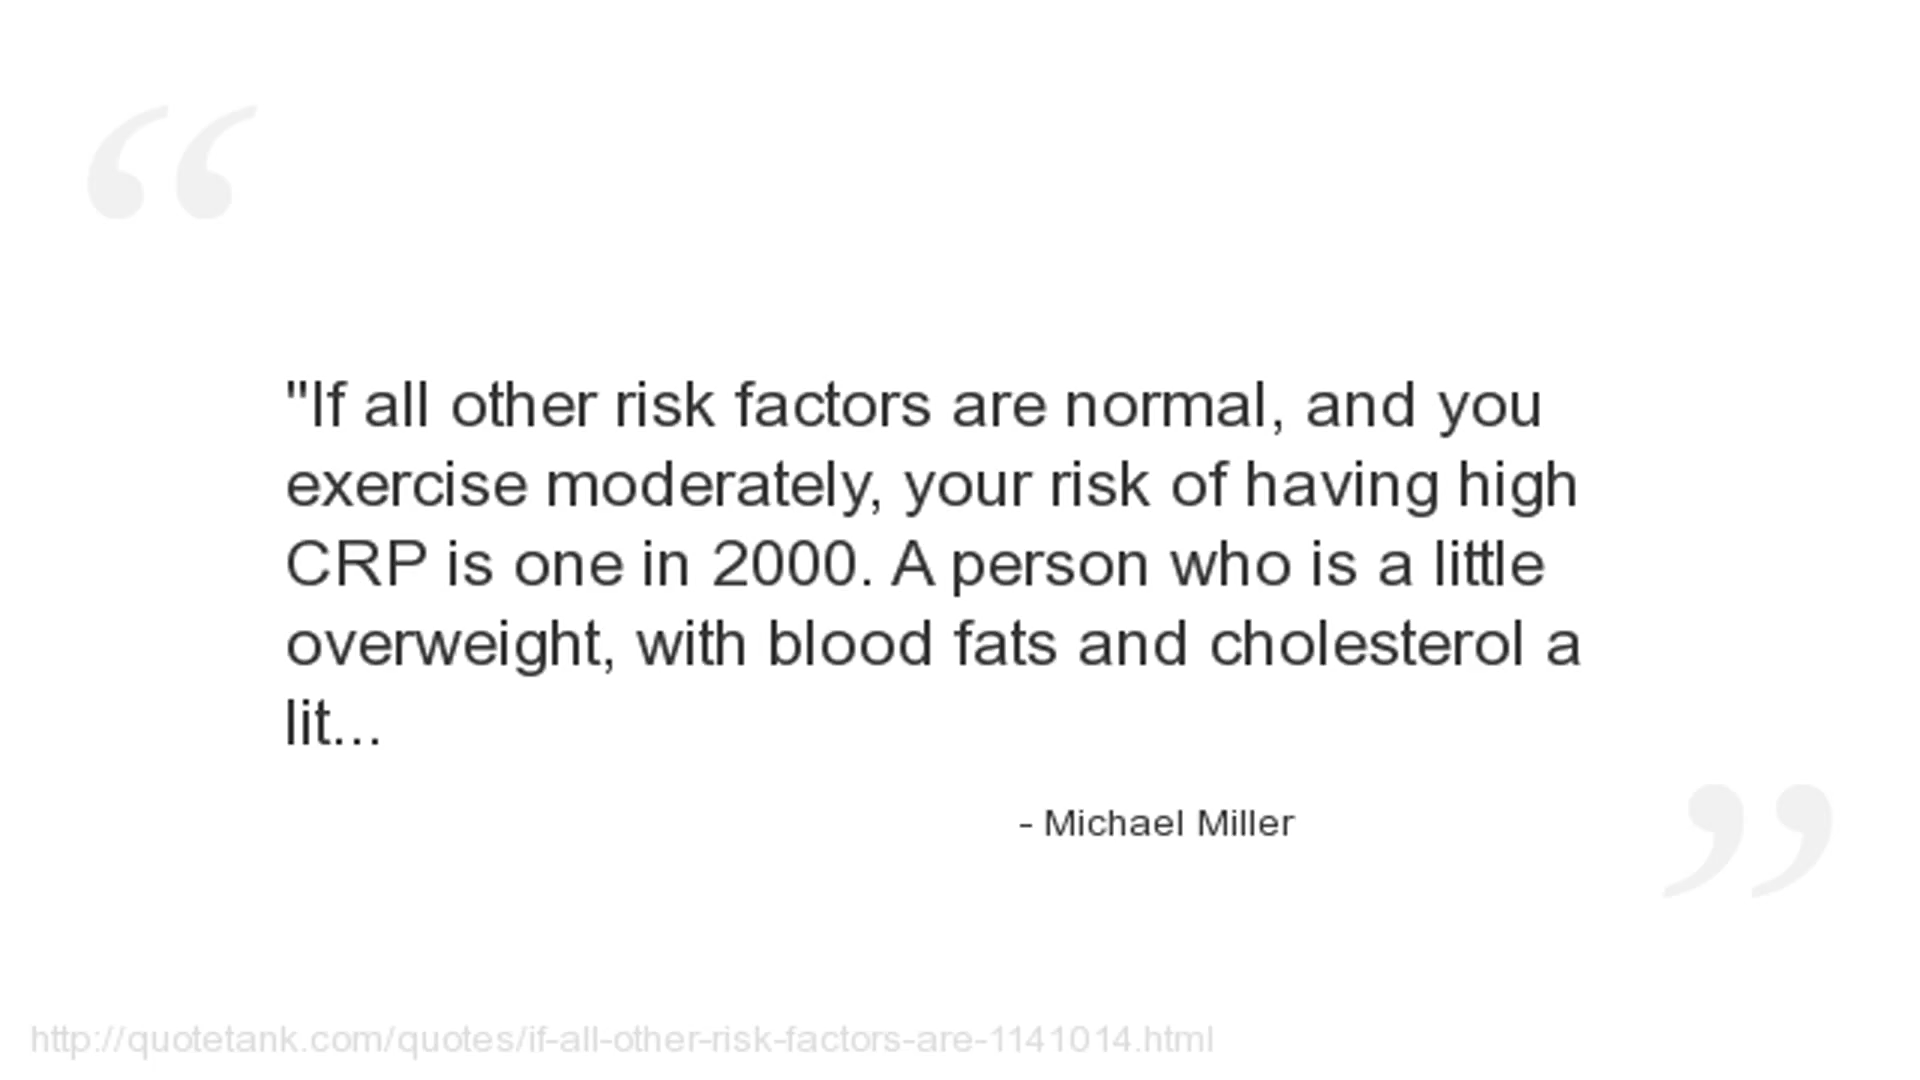 “
"If all other risk factors are normal, and you
exercise moderately, your risk of having high
CRP is one in 2000. A person who is a little
overweight, with blood fats and cholesterol a
lit...
- Michael Miller
”
http://quotetank.com/quotes/if-all-other-risk-factors-are-1141014.html